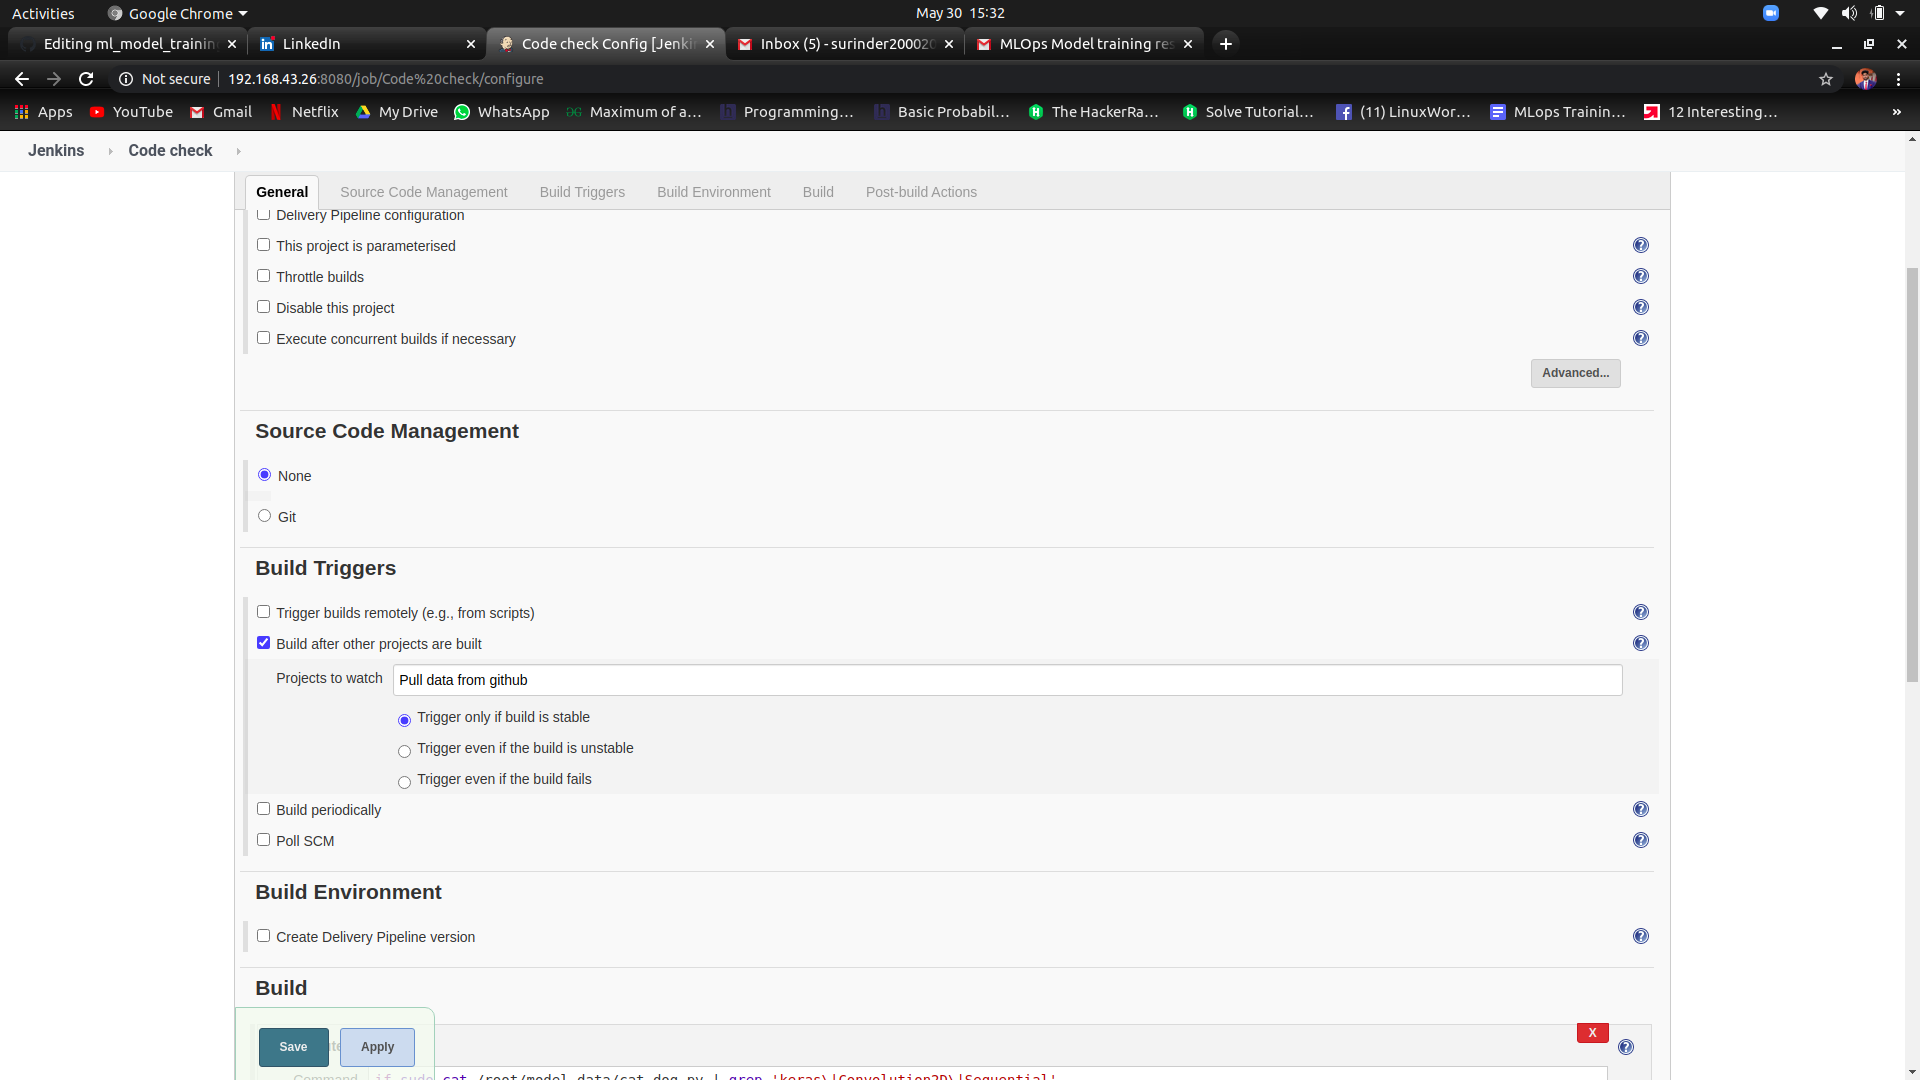 Activities Google Chrome May 30 15:32
Editing ml_model_training LinkedIn Code check Config [Jenki Inbox (5) - surinder20002 MLOps Model training res
Not secure 192.168.43.26:8080/job/Code%20check/configure
Apps YouTube Gmail Netflix My Drive WhatsApp Maximum of a... Programming... Basic Probabil... The HackerRa... Solve Tutorial... (11) LinuxWor... MLops Trainin... 12 Interesting... »
Jenkins Code check
General Source Code Management Build Triggers Build Environment Build Post-build Actions
Delivery Pipeline configuration
This project is parameterised
Throttle builds
Disable this project
Execute concurrent builds if necessary
Advanced...
Source Code Management
None
Git
Build Triggers
Trigger builds remotely (e.g., from scripts)
Build after other projects are built
Projects to watch Pull data from github
Trigger only if build is stable
Trigger even if the build is unstable
Trigger even if the build fails
Build periodically
Poll SCM
Build Environment
Create Delivery Pipeline version
Build
X
Save Apply
Command if sudo cat /root/model_data/cat_dog.py | grep 'keras\|Convolution2D\|Sequential'